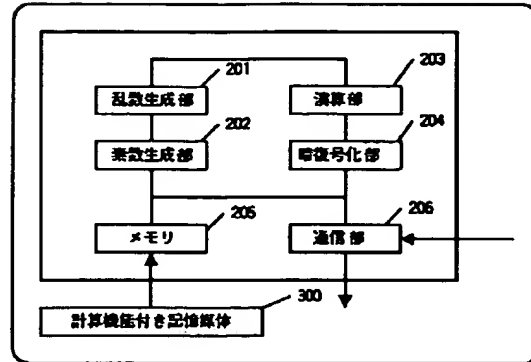 201
203
乱数生成部
演算部
202
204
素数生成部
暗復号化部
205
206
メモリ
通信部
300
計算機能付き記憶媒体